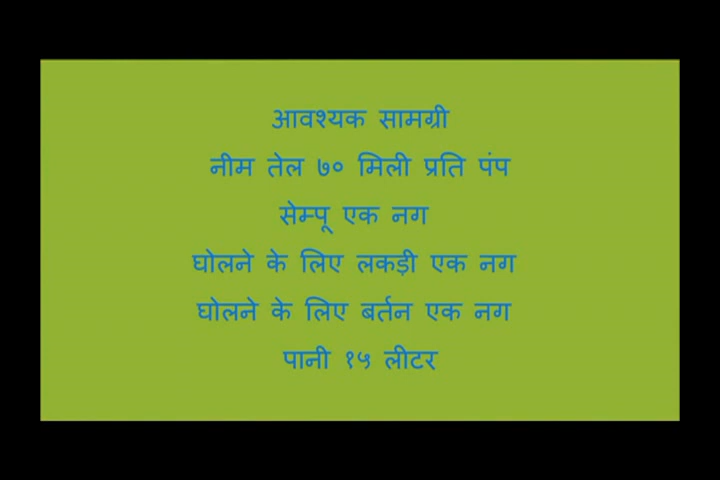 आवश्यक सामग्री
नीम तेल ७० मिली प्रति पंप
सेम्पू एक नग
घोलने के लिए लकड़ी एक नग
घोलने के लिए बर्तन एक नग
पानी १५ लीटर